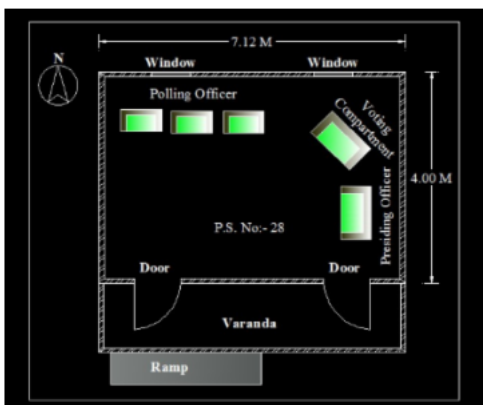 7.12 M
N
Window
Window
Polling Officer
Voting
Compartment
4.00 M
Presiding Officer
P.S. No:- 28
Door
Door
Varanda
Ramp